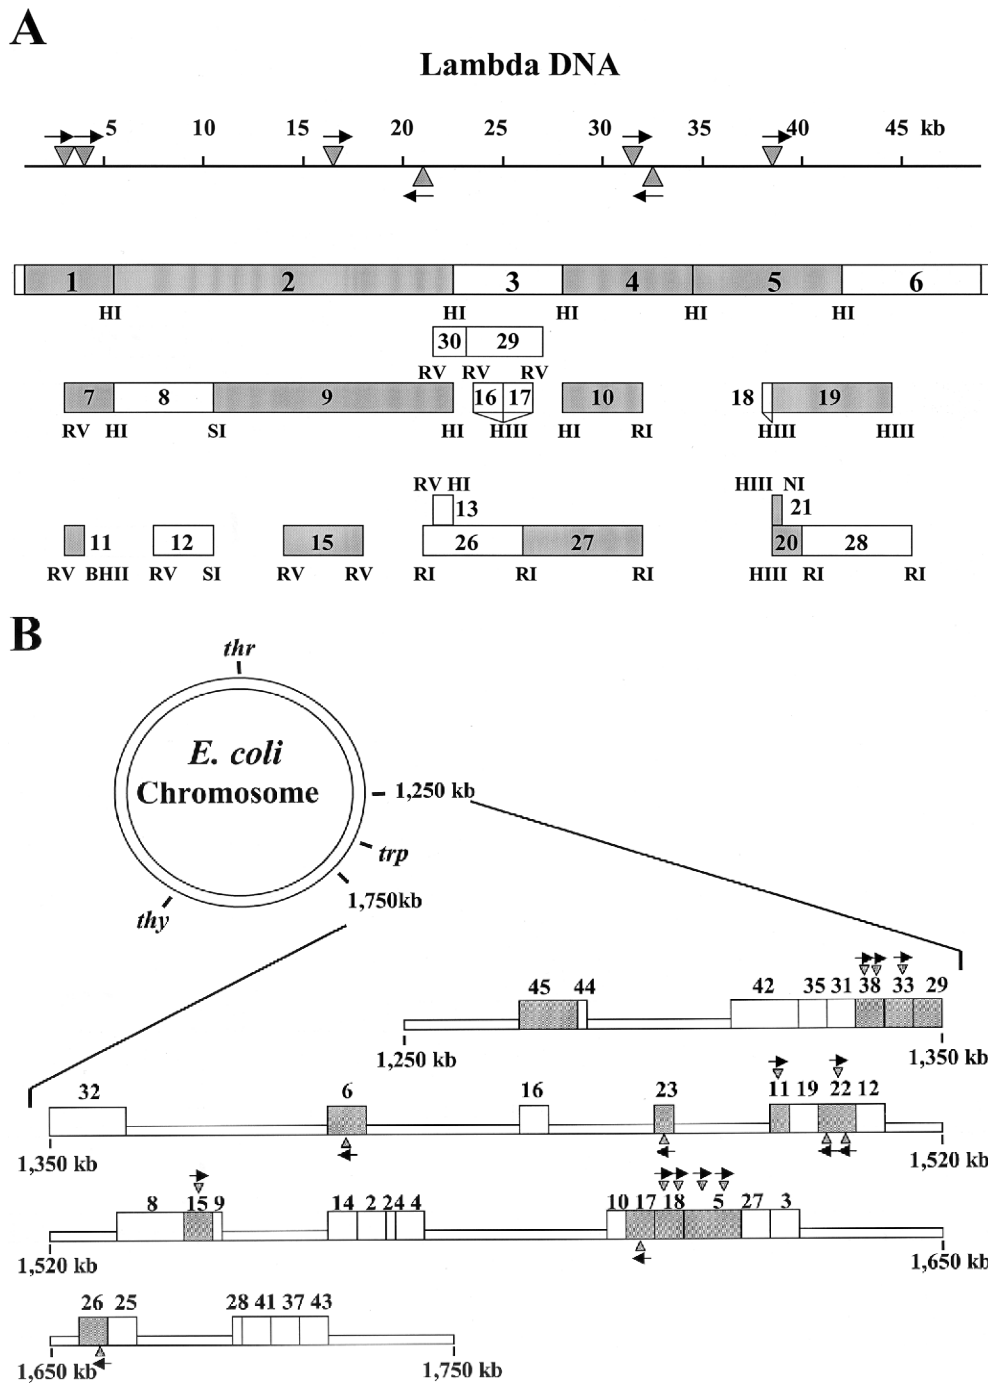 A
Lambda DNA
5 10 15 20 25 30 35 40 45 kb
1 2 3 4 5 6
HI HI HI HI HI
30 29
RV RV RV
7 8 9 16 17 10 18 19
RV HI SI HI HIII HI RI HIII HIII
RV HI HIII NI
13 21
11 12 15 26 27 20 28
RV BHII RV SI RV RV RI RI RI HIII RI RI
B
thr
E. coli
Chromosome
1,250 kb
trp
1,750kb
thy
45 44 42 35 31 38 33 29
1,250 kb 1,350 kb
32 6 16 23 11 19 22 12
1,350 kb 1,520 kb
8 15 9 14 2 24 4 10 17 18 5 27 3
1,520 kb 1,650 kb
26 25 28 41 37 43
1,650 kb 1,750 kb